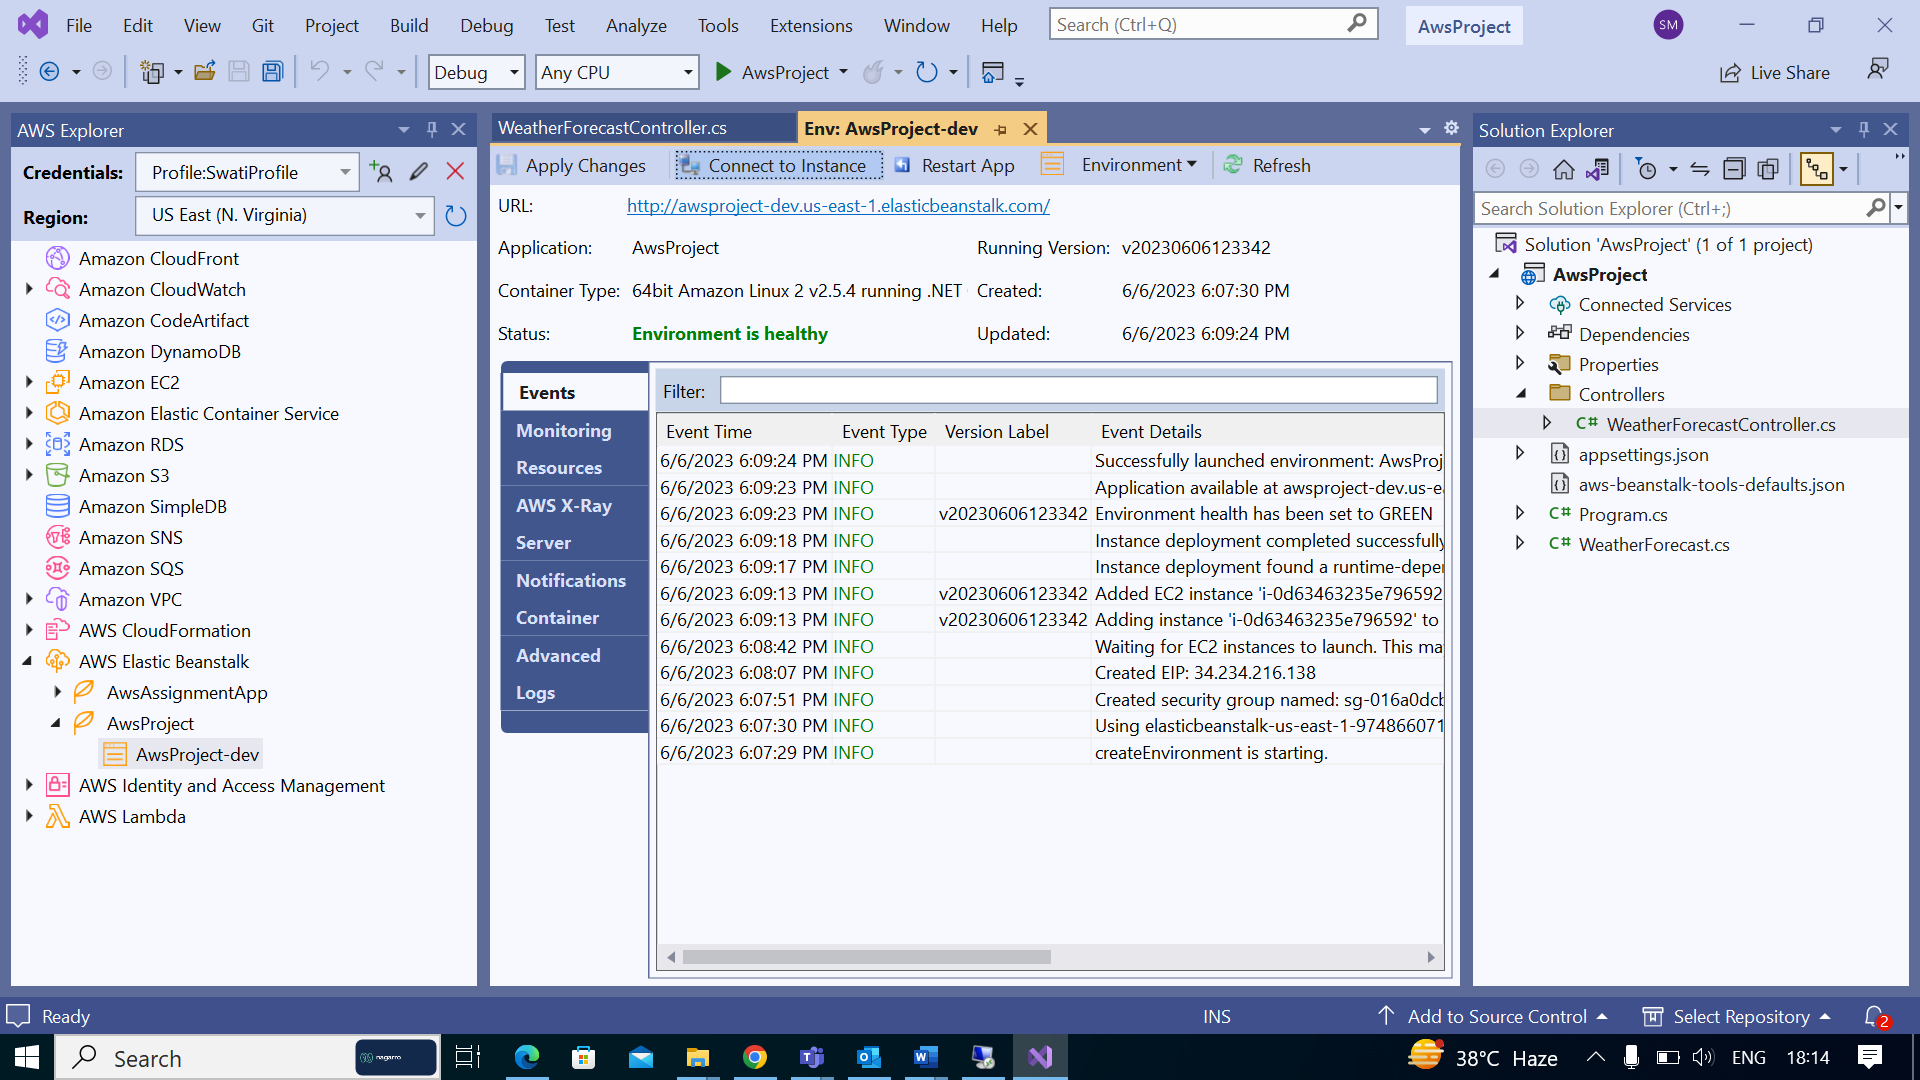 File Edit View Git Project Build Debug Test Analyze Tools Extensions Window Help Search (Ctrl+Q) AwsProject SM
Debug Any CPU AwsProject Live Share
AWS Explorer
Credentials: Profile:SwatiProfile
Region: US East (N. Virginia)
Amazon CloudFront
Amazon CloudWatch
Amazon CodeArtifact
Amazon DynamoDB
Amazon EC2
Amazon Elastic Container Service
Amazon RDS
Amazon S3
Amazon SimpleDB
Amazon SNS
Amazon SQS
Amazon VPC
AWS CloudFormation
AWS Elastic Beanstalk
AwsAssignmentApp
AwsProject
AwsProject-dev
AWS Identity and Access Management
AWS Lambda
WeatherForecastController.cs Env: AwsProject-dev
Apply Changes Connect to Instance Restart App Environment Refresh
URL: http://awsproject-dev.us-east-1.elasticbeanstalk.com/
Application: AwsProject Running Version: v20230606123342
Container Type: 64bit Amazon Linux 2 v2.5.4 running .NET Created: 6/6/2023 6:07:30 PM
Status: Environment is healthy Updated: 6/6/2023 6:09:24 PM
Events
Monitoring
Resources
AWS X-Ray
Server
Notifications
Container
Advanced
Logs
Filter:
Event Time Event Type Version Label Event Details
6/6/2023 6:09:24 PM INFO Successfully launched environment: AwsProj
6/6/2023 6:09:23 PM INFO Application available at awsproject-dev.us-ea
6/6/2023 6:09:23 PM INFO v20230606123342 Environment health has been set to GREEN
6/6/2023 6:09:18 PM INFO Instance deployment completed successfully
6/6/2023 6:09:17 PM INFO Instance deployment found a runtime-depen
6/6/2023 6:09:13 PM INFO v20230606123342 Added EC2 instance 'i-0d63463235e796592
6/6/2023 6:09:13 PM INFO v20230606123342 Adding instance 'i-0d63463235e796592' to
6/6/2023 6:08:42 PM INFO Waiting for EC2 instances to launch. This ma
6/6/2023 6:08:07 PM INFO Created EIP: 34.234.216.138
6/6/2023 6:07:51 PM INFO Created security group named: sg-016a0dcb
6/6/2023 6:07:30 PM INFO Using elasticbeanstalk-us-east-1-974866071
6/6/2023 6:07:29 PM INFO createEnvironment is starting.
Solution Explorer
Search Solution Explorer (Ctrl+;)
Solution 'AwsProject' (1 of 1 project)
AwsProject
Connected Services
Dependencies
Properties
Controllers
C# WeatherForecastController.cs
appsettings.json
aws-beanstalk-tools-defaults.json
C# Program.cs
C# WeatherForecast.cs
Ready INS Add to Source Control Select Repository 2
Search nagarro 38°C Haze ENG 18:14